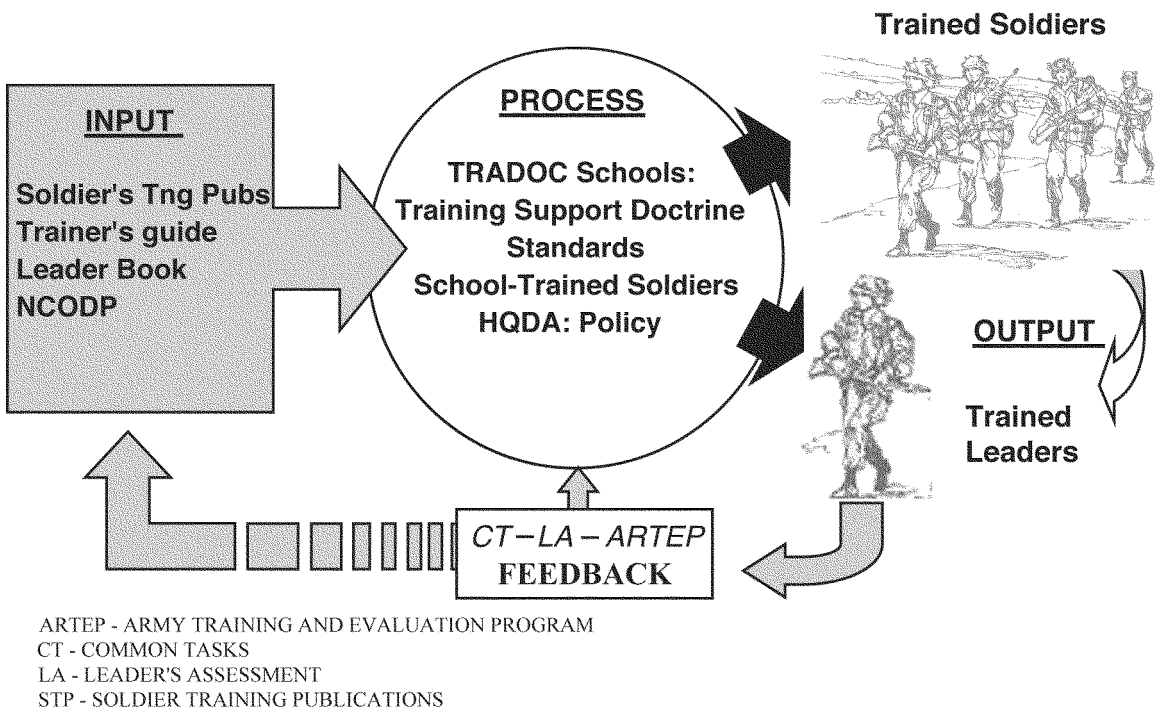 INPUT
Soldier's Tng Pubs
Trainer's guide
Leader Book
NCODP
PROCESS
TRADOC Schools:
Training Support Doctrine
Standards
School-Trained Soldiers
HQDA: Policy
Trained Soldiers
OUTPUT
Trained
Leaders
CT – LA – ARTEP
FEEDBACK
ARTEP - ARMY TRAINING AND EVALUATION PROGRAM
CT - COMMON TASKS
LA - LEADER'S ASSESSMENT
STP - SOLDIER TRAINING PUBLICATIONS